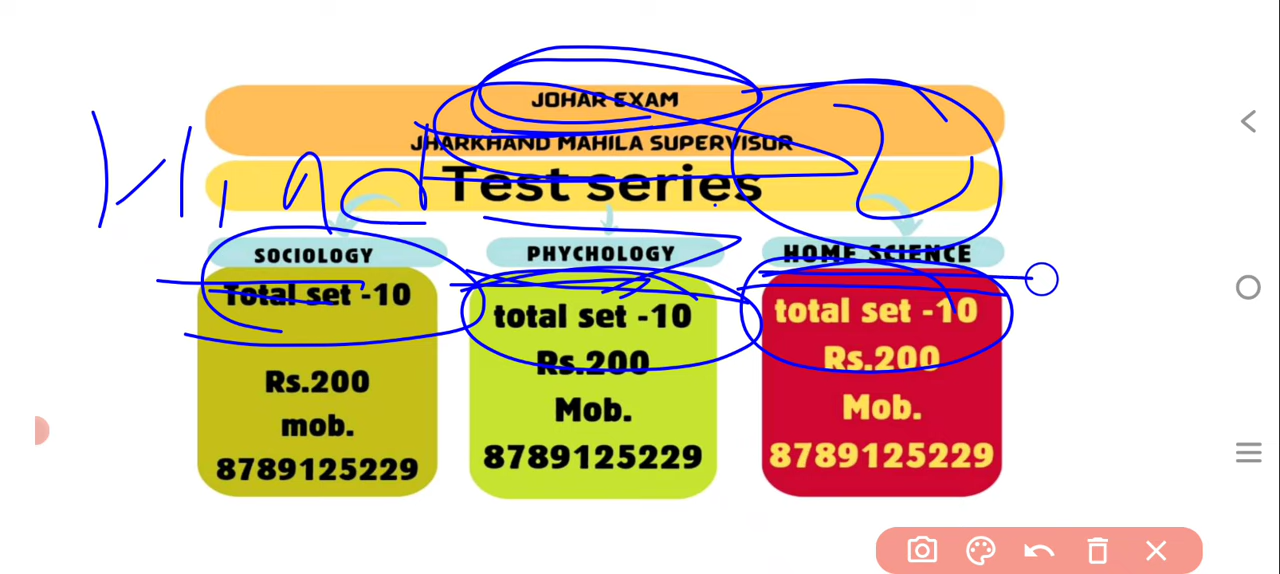 JOHAR EXAM
JHARKHAND MAHILA SUPERVISOR
Test series
SOCIOLOGY
Total set -10
Rs.200
mob.
8789125229
PHYCHOLOGY
total set -10
Rs.200
Mob.
8789125229
HOME SCIENCE
total set -10
Rs.200
Mob.
8789125229